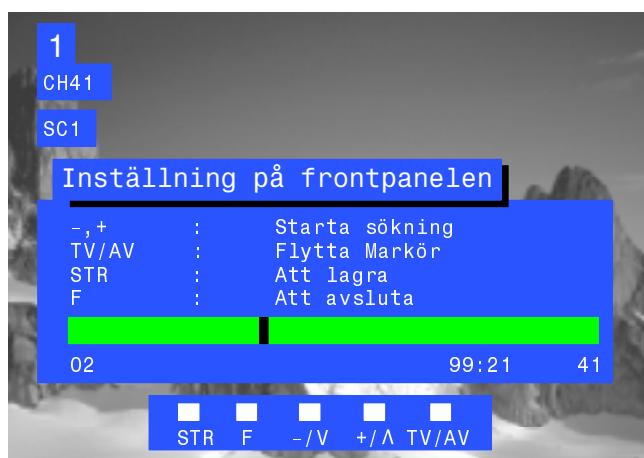 1
CH41
SC1
Inställning på frontpanelen
-,+ : Starta sökning
TV/AV : Flytta Markör
STR : Att lagra
F : Att avsluta
02 99:21 41
STR F -/V +/Λ TV/AV